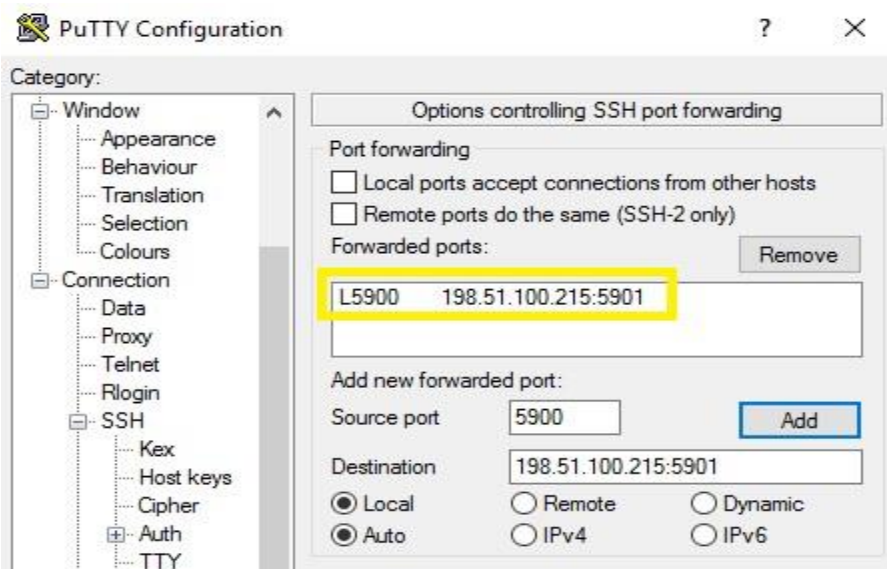 PuTTY Configuration
?
Category:
Window
Appearance
Behaviour
Translation
Selection
Colours
Connection
Data
Proxy
Telnet
Rlogin
SSH
Kex
Host keys
Cipher
Auth
TTY
Options controlling SSH port forwarding
Port forwarding
Local ports accept connections from other hosts
Remote ports do the same (SSH-2 only)
Forwarded ports:
Remove
L5900 198.51.100.215:5901
Add new forwarded port:
Source port 5900 Add
Destination 198.51.100.215:5901
Local Remote Dynamic
Auto IPv4 IPv6